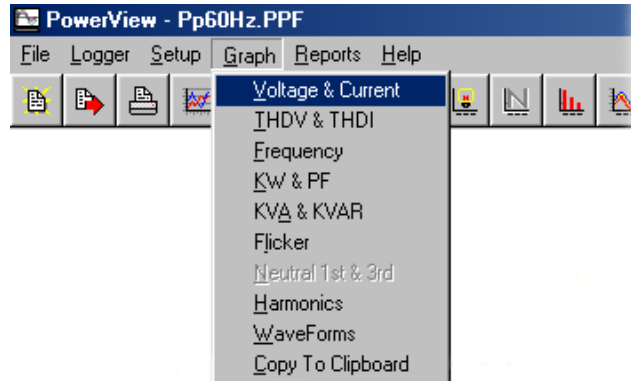 PowerView - Pp60Hz.PPF
File Logger Setup Graph Reports Help
Voltage & Current
THDV & THDI
Frequency
KW & PF
KVA & KVAR
Flicker
Neutral 1st & 3rd
Harmonics
WaveForms
Copy To Clipboard